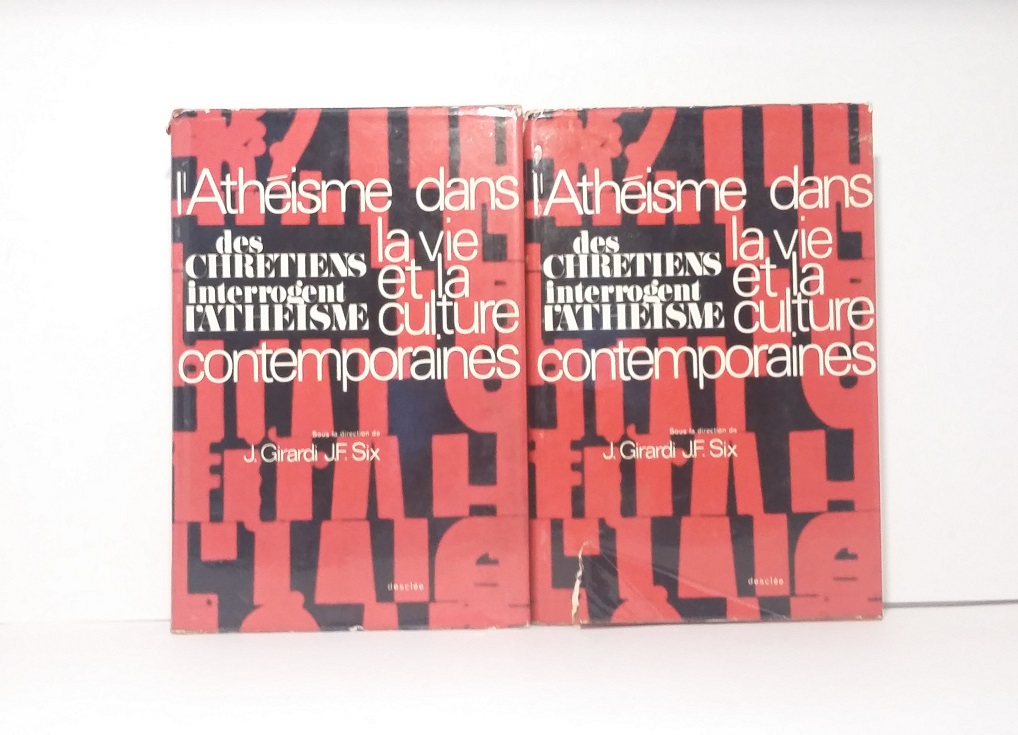 l'Athéisme dans
la vie
et la
culture
contemporaines
des
CHRETIENS
interrogent
l'ATHEISME
Sous la direction de
J. Girardi J.F. Six
desclée
l'Athéisme dans
la vie
et la
culture
contemporaines
des
CHRETIENS
interrogent
l'ATHEISME
Sous la direction de
J. Girardi J.F. Six
desclée